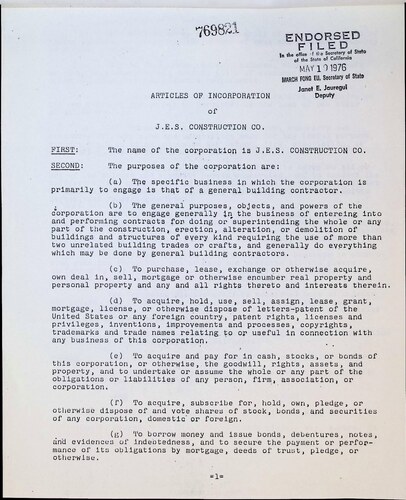 769821
ENDORSED
FILED
In the office of the Secretary of State
of the State of California
MAY 10 1976
MARCH FONG EU, Secretary of State
Janet E. Jauregui
Deputy
ARTICLES OF INCORPORATION
of
J.E.S. CONSTRUCTION CO.
FIRST: The name of the corporation is J.E.S. CONSTRUCTION CO.
SECOND: The purposes of the corporation are:
(a) The specific business in which the corporation is
primarily to engage is that of a general building contractor.
(b) The general purposes, objects, and powers of the
corporation are to engage generally in the business of entering into
and performing contracts for doing or superintending the whole or any
part of the construction, erection, alteration, or demolition of
buildings and structures of every kind requiring the use of more than
two unrelated building trades or crafts, and generally do everything
which may be done by general building contractors.
(c) To purchase, lease, exchange or otherwise acquire,
own deal in, sell, mortgage or otherwise encumber real property and
personal property and any and all rights thereto and interests therein.
(d) To acquire, hold, use, sell, assign, lease, grant,
mortgage, license, or otherwise dispose of letters-patent of the
United States or any foreign country, patent rights, licenses and
privileges, inventions, improvements and processes, copyrights,
trademarks and trade names relating to or useful in connection with
any business of this corporation.
(e) To acquire and pay for in cash, stocks, or bonds of
this corporation, or otherwise, the goodwill, rights, assets, and
property, and to undertake or assume the whole or any part of the
obligations or liabilities of any person, firm, association, or
corporation.
(f) To acquire, subscribe for, hold, own, pledge, or
otherwise dispose of and vote shares of stock, bonds, and securities
of any corporation, domestic or foreign.
(g) To borrow money and issue bonds, debentures, notes,
and evidences of indebtedness, and to secure the payment or perfor-
mance of its obligations by mortgage, deeds of trust, pledge, or
otherwise.
=1=